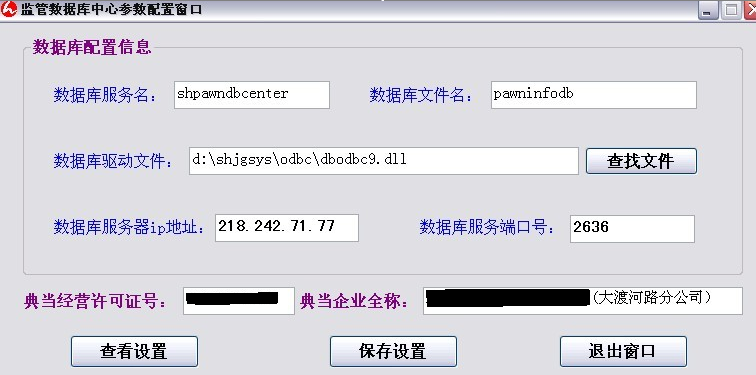 监管数据库中心参数配置窗口
数据库配置信息
数据库服务名： shpawndbcenter 数据库文件名： pawninfodb
数据库驱动文件： d:\shjgsys\odbc\dbodbc9.dll 查找文件
数据库服务器ip地址： 218.242.71.77 数据库服务端口号： 2636
典当经营许可证号： 典当企业全称： (大渡河路分公司）
查看设置 保存设置 退出窗口